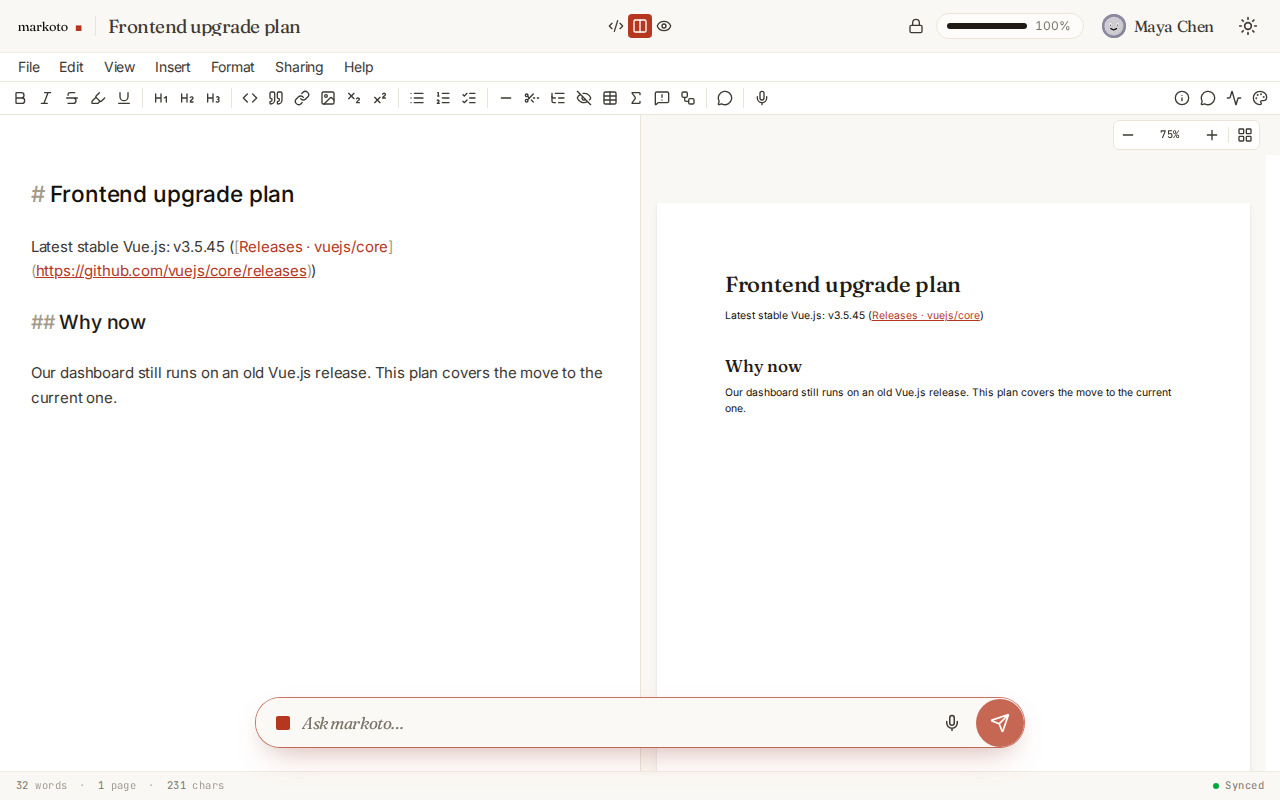 markoto
Frontend upgrade plan
100%
Maya Chen
File Edit View Insert Format Sharing Help
H1 H2 H3
75%
# Frontend upgrade plan
Latest stable Vue.js: v3.5.45 ([Releases · vuejs/core]
(https://github.com/vuejs/core/releases))
## Why now
Our dashboard still runs on an old Vue.js release. This plan covers the move to the
current one.
Frontend upgrade plan
Latest stable Vue.js: v3.5.45 (Releases · vuejs/core)
Why now
Our dashboard still runs on an old Vue.js release. This plan covers the move to the current
one.
Ask markoto...
32 words · 1 page · 231 chars
Synced